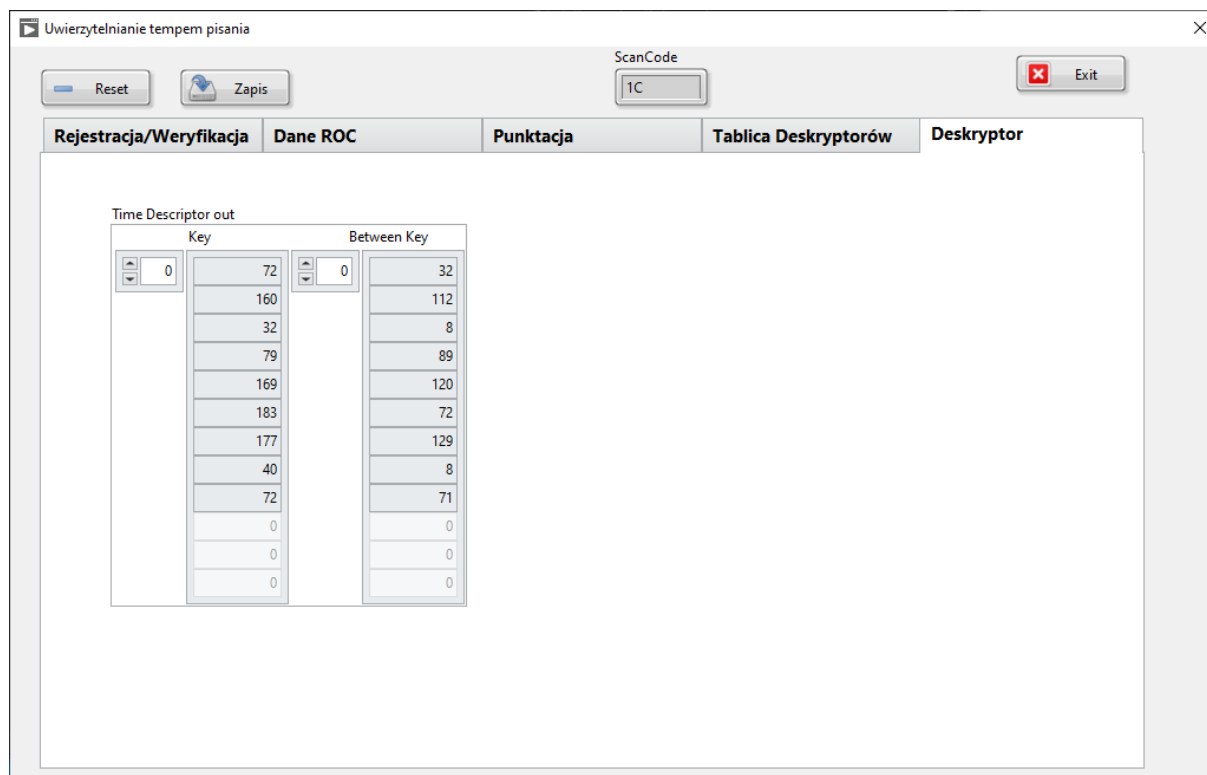 Uwierzytelnianie tempem pisania
ScanCode
Reset Zapis 1C Exit
Rejestracja/Weryfikacja Dane ROC Punktacja Tablica Deskryptorów Deskryptor
Time Descriptor out
Key Between Key
0 72 0 32
160 112
32 8
79 89
169 120
183 72
177 129
40 8
72 71
0 0
0 0
0 0